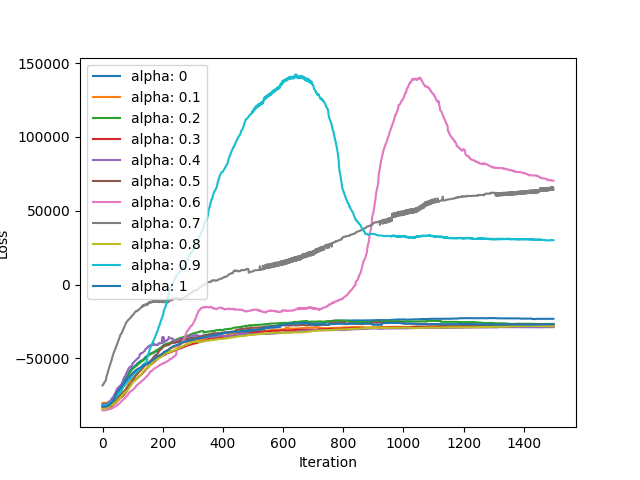 150000
100000
50000
0
−50000
Loss
alpha: 0
alpha: 0.1
alpha: 0.2
alpha: 0.3
alpha: 0.4
alpha: 0.5
alpha: 0.6
alpha: 0.7
alpha: 0.8
alpha: 0.9
alpha: 1
0 200 400 600 800 1000 1200 1400
Iteration